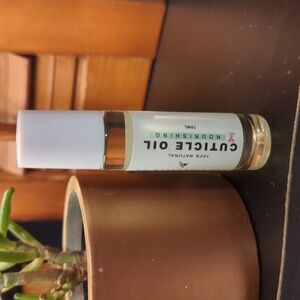 100% NATURAL
CUTICLE OIL
NOURISHING
10ML